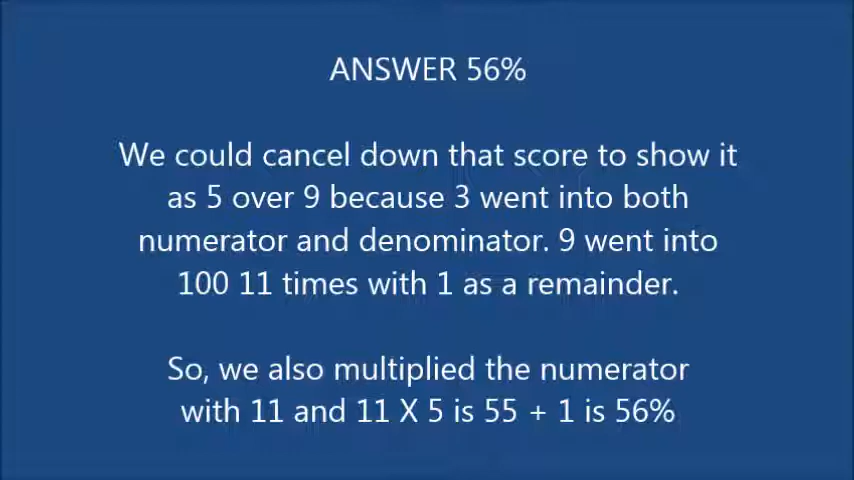 ANSWER 56%
We could cancel down that score to show it
as 5 over 9 because 3 went into both
numerator and denominator. 9 went into
100 11 times with 1 as a remainder.
So, we also multiplied the numerator
with 11 and 11 X 5 is 55 + 1 is 56%